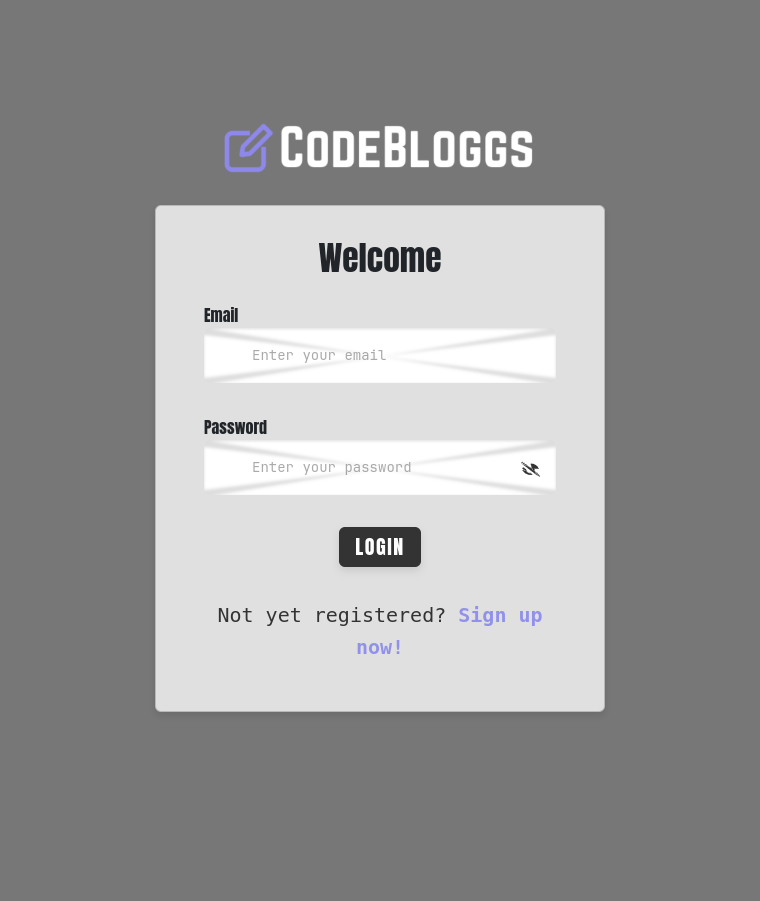 CodeBloggs
Welcome
Email
Enter your email
Password
Enter your password
LOGIN
Not yet registered? Sign up
now!